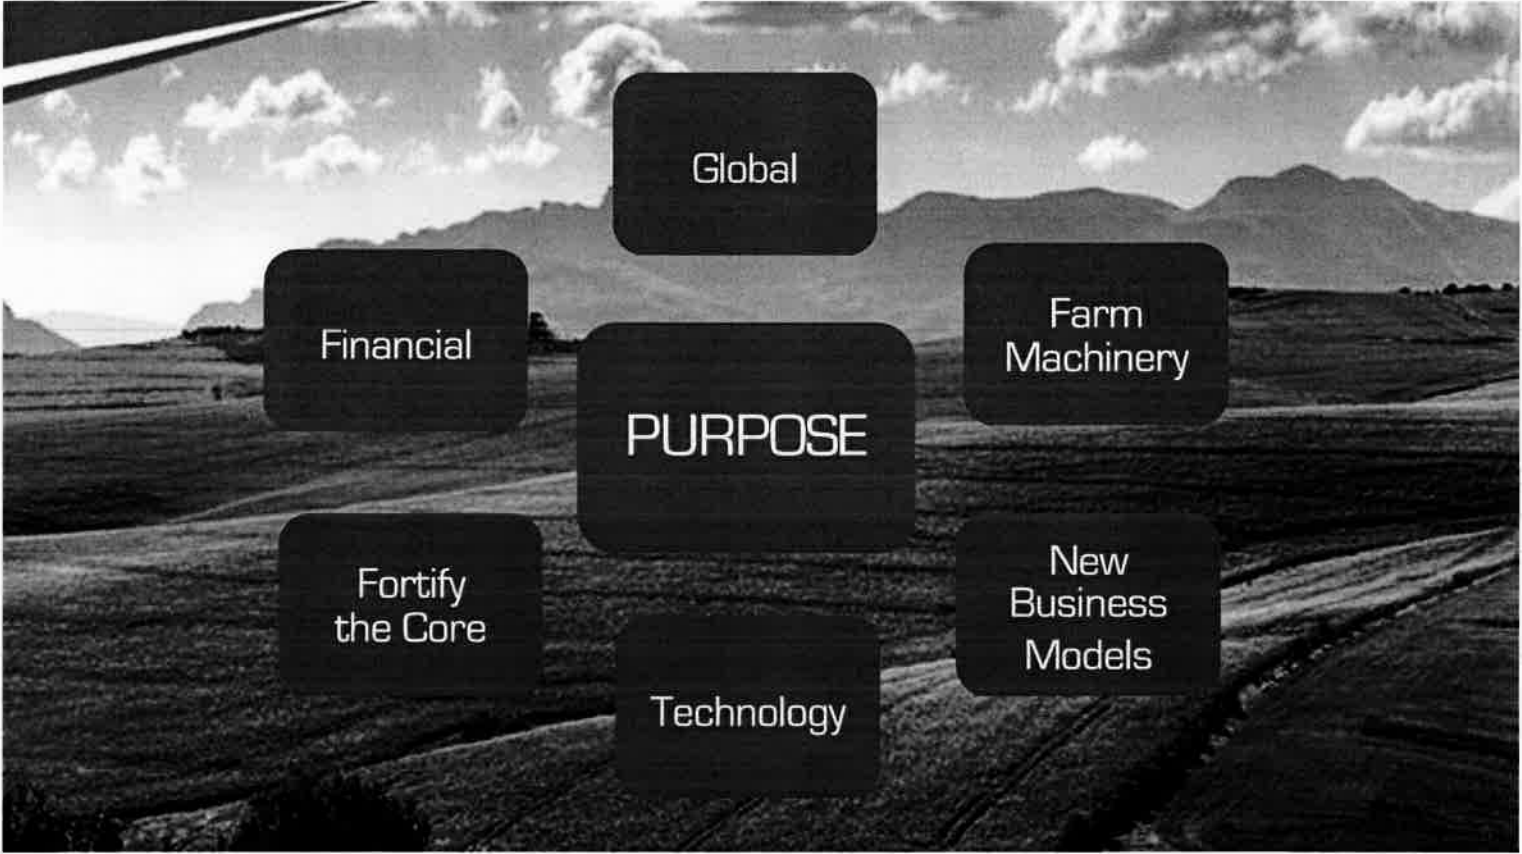 Global
Financial
Farm
Machinery
PURPOSE
Fortify
the Core
New
Business
Models
Technology